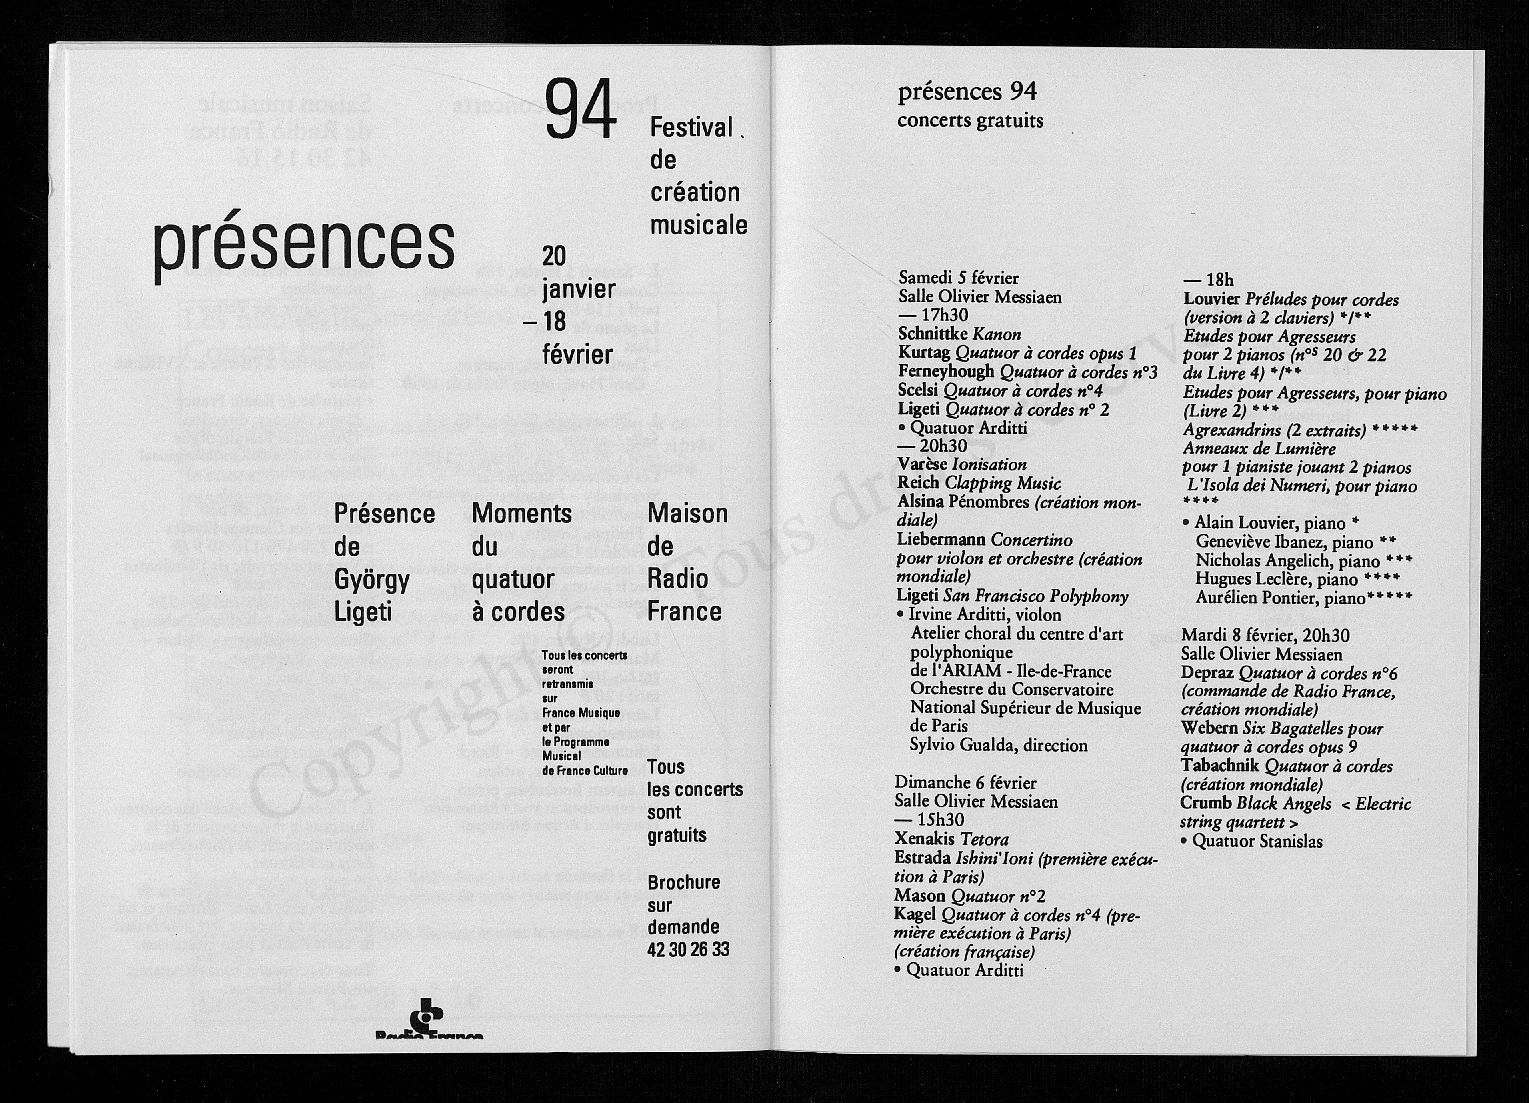 94
Festival
de
création
musicale
présences
20
janvier
– 18
février
Présence
de
György
Ligeti
Moments
du
quatuor
à cordes
Maison
de
Radio
France
Tous les concerts
seront
retransmis
sur
France Musique
et par
le Programme
Musical
de France Culture
Tous
les concerts
sont
gratuits
Brochure
sur
demande
42 30 26 33
Radio France
présences 94
concerts gratuits
Samedi 5 février
Salle Olivier Messiaen
— 17h30
Schnittke Kanon
Kurtag Quatuor à cordes opus 1
Ferneyhough Quatuor à cordes n°3
Scelsi Quatuor à cordes n°4
Ligeti Quatuor à cordes n° 2
• Quatuor Arditti
— 20h30
Varèse Ionisation
Reich Clapping Music
Alsina Pénombres (création mon-
diale)
Liebermann Concertino
pour violon et orchestre (création
mondiale)
Ligeti San Francisco Polyphony
• Irvine Arditti, violon
Atelier choral du centre d'art
polyphonique
de l'ARIAM - Ile-de-France
Orchestre du Conservatoire
National Supérieur de Musique
de Paris
Sylvio Gualda, direction
Dimanche 6 février
Salle Olivier Messiaen
— 15h30
Xenakis Tetora
Estrada Ishini'Ioni (première exécu-
tion à Paris)
Mason Quatuor n°2
Kagel Quatuor à cordes n°4 (pre-
mière exécution à Paris)
(création française)
• Quatuor Arditti
— 18h
Louvier Préludes pour cordes
(version à 2 claviers) */**
Etudes pour Agresseurs
pour 2 pianos (nos 20 & 22
du Livre 4) */**
Etudes pour Agresseurs, pour piano
(Livre 2) ***
Agrexandrins (2 extraits) *****
Anneaux de Lumière
pour 1 pianiste jouant 2 pianos
L'Isola dei Numeri, pour piano
****
• Alain Louvier, piano *
Geneviève Ibanez, piano **
Nicholas Angelich, piano ***
Hugues Leclère, piano ****
Aurélien Pontier, piano*****
Mardi 8 février, 20h30
Salle Olivier Messiaen
Depraz Quatuor à cordes n°6
(commande de Radio France,
création mondiale)
Webern Six Bagatelles pour
quatuor à cordes opus 9
Tabachnik Quatuor à cordes
(création mondiale)
Crumb Black Angels < Electric
string quartett >
• Quatuor Stanislas
Copyright © Tous droits